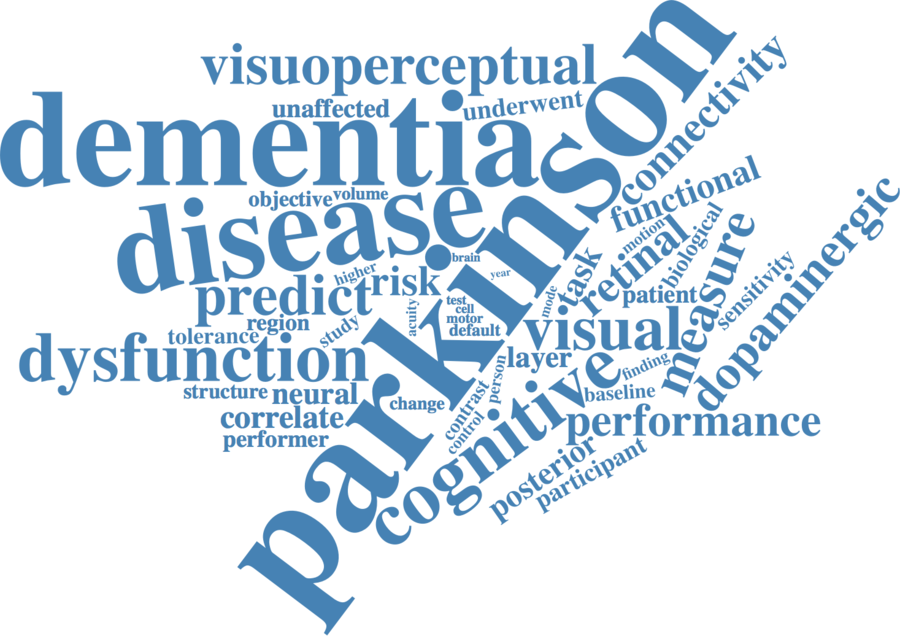 visuoperceptual
unaffected
underwent
dementia
parkinson
connectivity
objective
volume
disease
functional
motion
biological
retinal
brain
year
higher
risk
predict
task
mode
patient
measure
sensitivity
dopaminergic
region
tolerance
study
acuity
test
cell
motor
default
visual
dysfunction
layer
finding
person
structure
neural
change
contrast
control
cognitive
baseline
correlate
performer
performance
posterior
participant